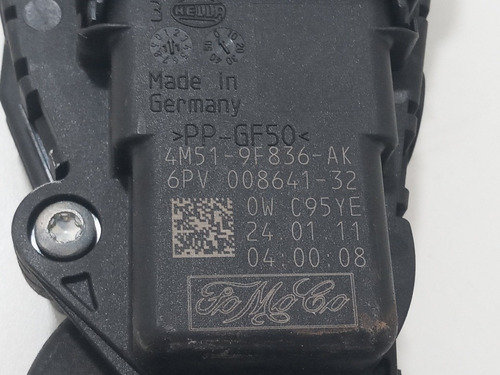 HELLA
Made in
Germany
>PP-GF50<
4M51-9F836-AK
6PV 008641-32
0W C95YE
24.01.11
04:00:08
FoMoCo